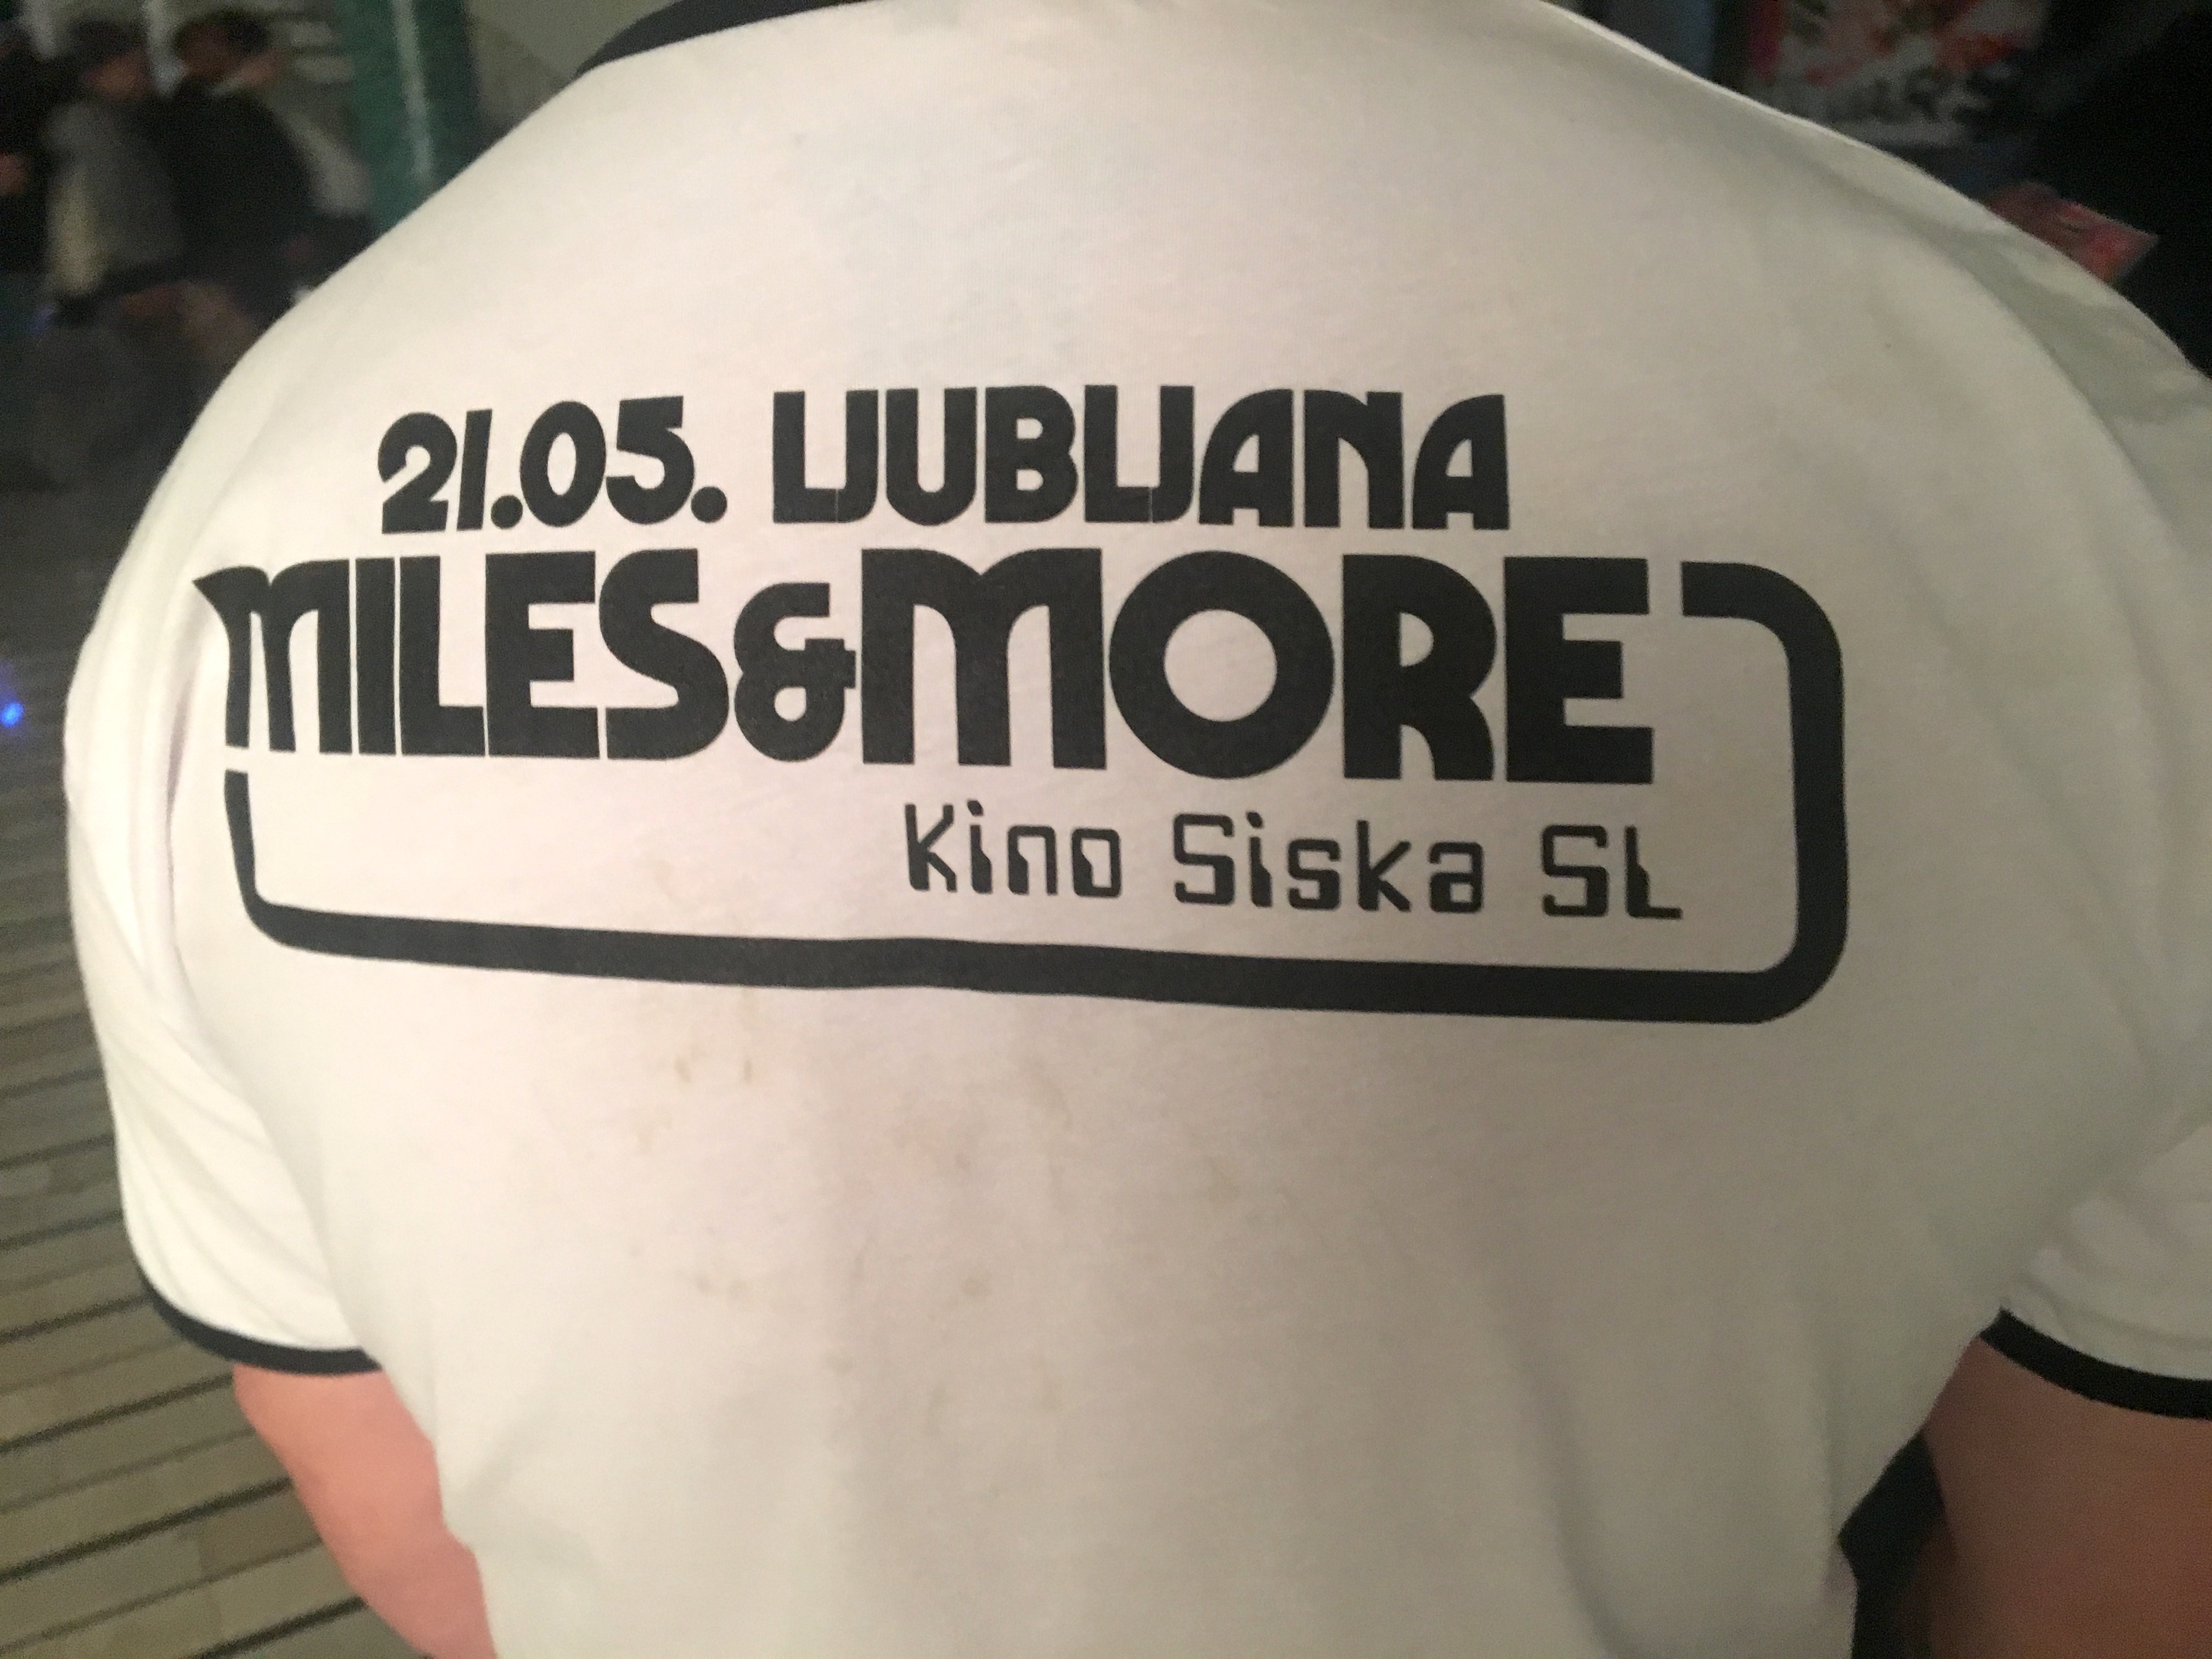 21.05. LJUBLJANA
MILES&MORE
Kino Siska SL